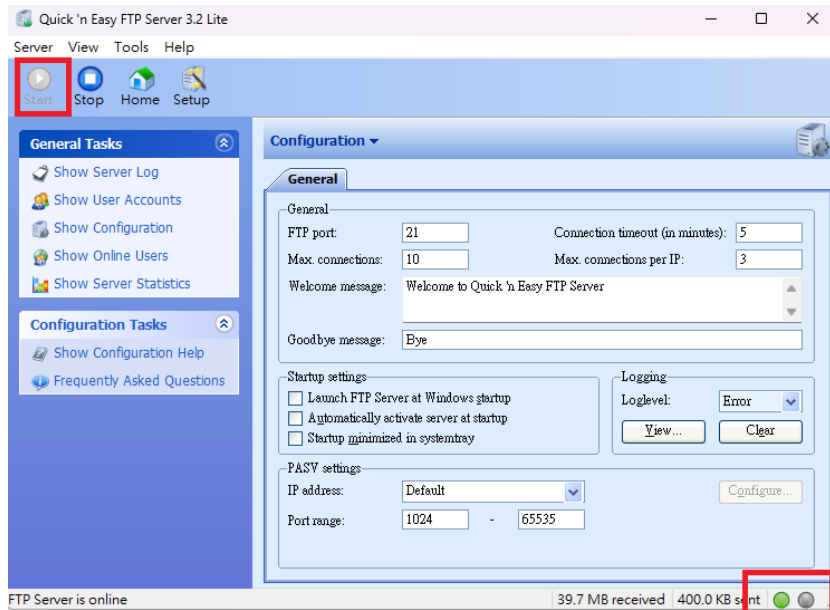 Quick 'n Easy FTP Server 3.2 Lite
Server View Tools Help
Start Stop Home Setup
General Tasks
Show Server Log
Show User Accounts
Show Configuration
Show Online Users
Show Server Statistics
Configuration Tasks
Show Configuration Help
Frequently Asked Questions
Configuration
General
General
FTP port: 21 Connection timeout (in minutes): 5
Max. connections: 10 Max. connections per IP: 3
Welcome message: Welcome to Quick 'n Easy FTP Server
Goodbye message: Bye
Startup settings
Launch FTP Server at Windows startup
Automatically activate server at startup
Startup minimized in systemtray
Logging
Loglevel: Error
View... Clear
PASV settings
IP address: Default Configure...
Port range: 1024 - 65535
FTP Server is online 39.7 MB received 400.0 KB sent